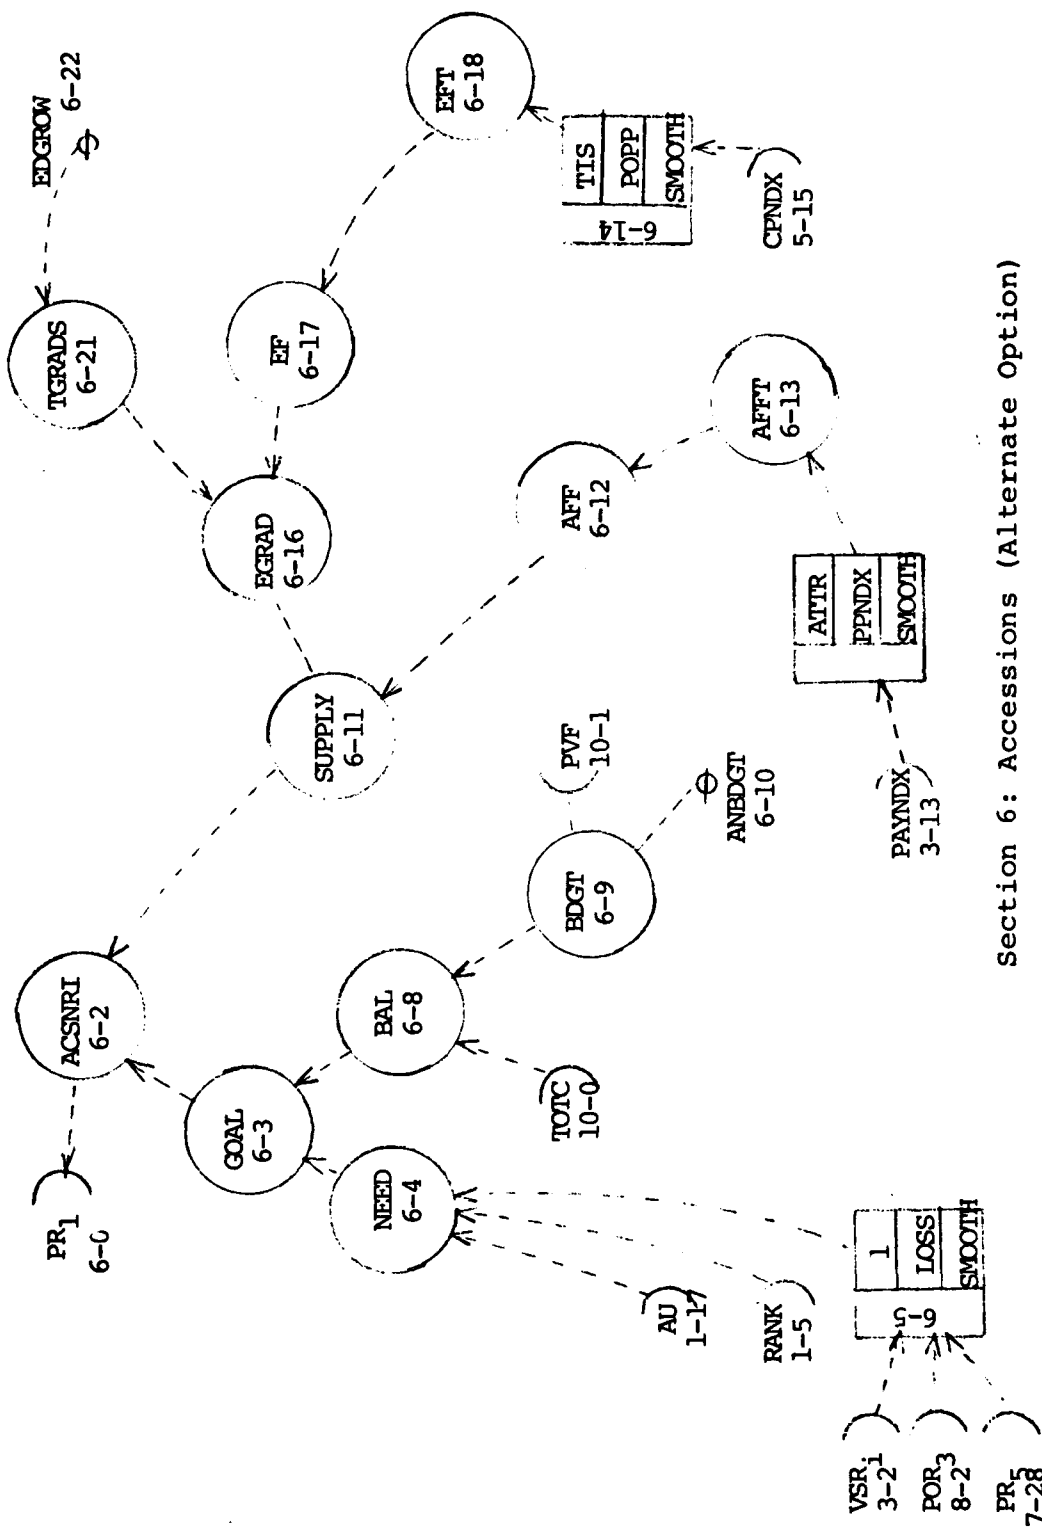 EDGROW
6-22
TGRADS
6-21
EFT
6-18
TIS
POPP
SMOOTH
6-14
CPNDX
5-15
EF
6-17
EGRAD
6-16
AFF
6-12
AFFT
6-13
SUPPLY
6-11
ATTR
PPNDX
SMOOTH
PAYNDX
3-13
PVF
10-1
ANBDGT
6-10
BDGT
6-9
ACSNRI
6-2
BAL
6-8
GOAL
6-3
TOTC
10-0
PR1
6-0
NEED
6-4
AU
1-17
RANK
1-5
1
LOSS
SMOOTH
6-5
VSRi
3-2
POR3
8-2
PR5
7-28
Section 6: Accessions (Alternate Option)